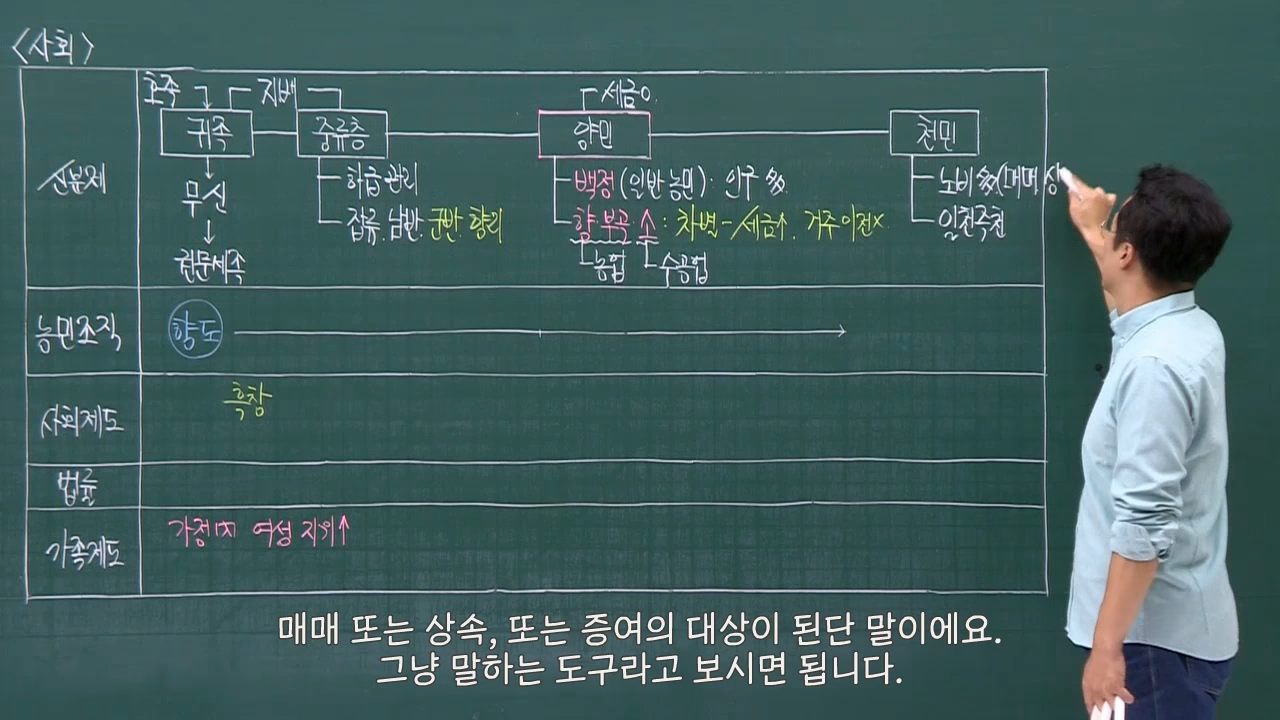 <사회>
호족
지배
세금○.
신분제
귀족
중류층
양민
천민
하급 관리
백정 (일반 농민) : 인구 多.
노비 多 (매매, 상
무신
잡류. 남반. 군반. 향리
향·부곡·소 : 차별 - 세금↑. 거주이전×.
일천즉천
농업
수공업
권문세족
농민조직
향도
사회제도
흑창
법률
가족제도
가정내 여성 지위↑
매매 또는 상속, 또는 증여의 대상이 된단 말이에요.
그냥 말하는 도구라고 보시면 됩니다.